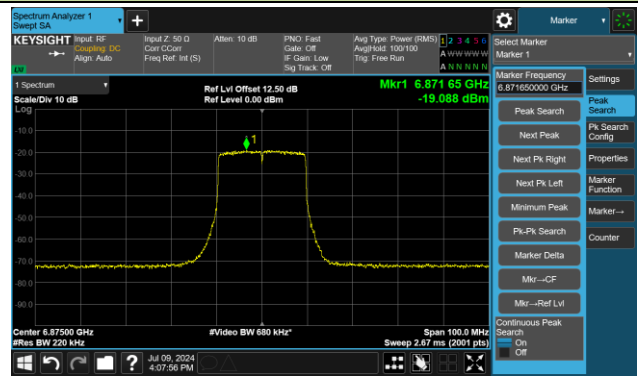 Spectrum Analyzer 1
Swept SA
Marker
KEYSIGHT
Input: RF
Coupling: DC
Align: Auto
Input Z: 50 Ω
Corr CCorr
Freq Ref: Int (S)
Atten: 10 dB
PNO: Fast
Gate: Off
IF Gain: Low
Sig Track: Off
Avg Type: Power (RMS)
Avg|Hold: 100/100
Trig: Free Run
1 2 3 4 5 6
A W W W W W
A N N N N N
Select Marker
Marker 1
1 Spectrum
Scale/Div 10 dB
Log
Ref Lvl Offset 12.50 dB
Ref Level 0.00 dBm
Mkr1 6.871 65 GHz
-19.088 dBm
1
-10.0
-20.0
-30.0
-40.0
-50.0
-60.0
-70.0
-80.0
-90.0
Center 6.87500 GHz
#Res BW 220 kHz
#Video BW 680 kHz*
Span 100.0 MHz
Sweep 2.67 ms (2001 pts)
Marker Frequency
6.871650000 GHz
Peak Search
Next Peak
Next Pk Right
Next Pk Left
Minimum Peak
Pk-Pk Search
Marker Delta
Mkr→CF
Mkr→Ref Lvl
Continuous Peak
Search
On
Off
Settings
Peak
Search
Pk Search
Config
Properties
Marker
Function
Marker→
Counter
Jul 09, 2024
4:07:56 PM